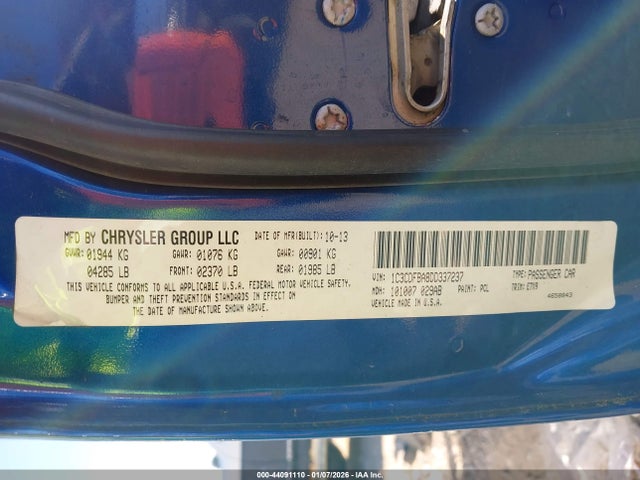 MFD BY CHRYSLER GROUP LLC DATE OF MFR(BUILT): 10-13
GVWR: 01944 KG GAWR: 01076 KG GAWR: 00901 KG
04285 LB FRONT: 02370 LB REAR: 01985 LB
THIS VEHICLE CONFORMS TO ALL APPLICABLE U.S.A. FEDERAL MOTOR VEHICLE SAFETY,
BUMPER AND THEFT PREVENTION STANDARDS IN EFFECT ON
THE DATE OF MANUFACTURE SHOWN ABOVE.
VIN: 1C3CDFBA8DD337237 TYPE: PASSENGER CAR
MDH: 101007 029AB PAINT: PCL TRIM: E7X9
MADE IN U.S.A. 4650843
000-44091110 | 01/07/2026 | IAA Inc.